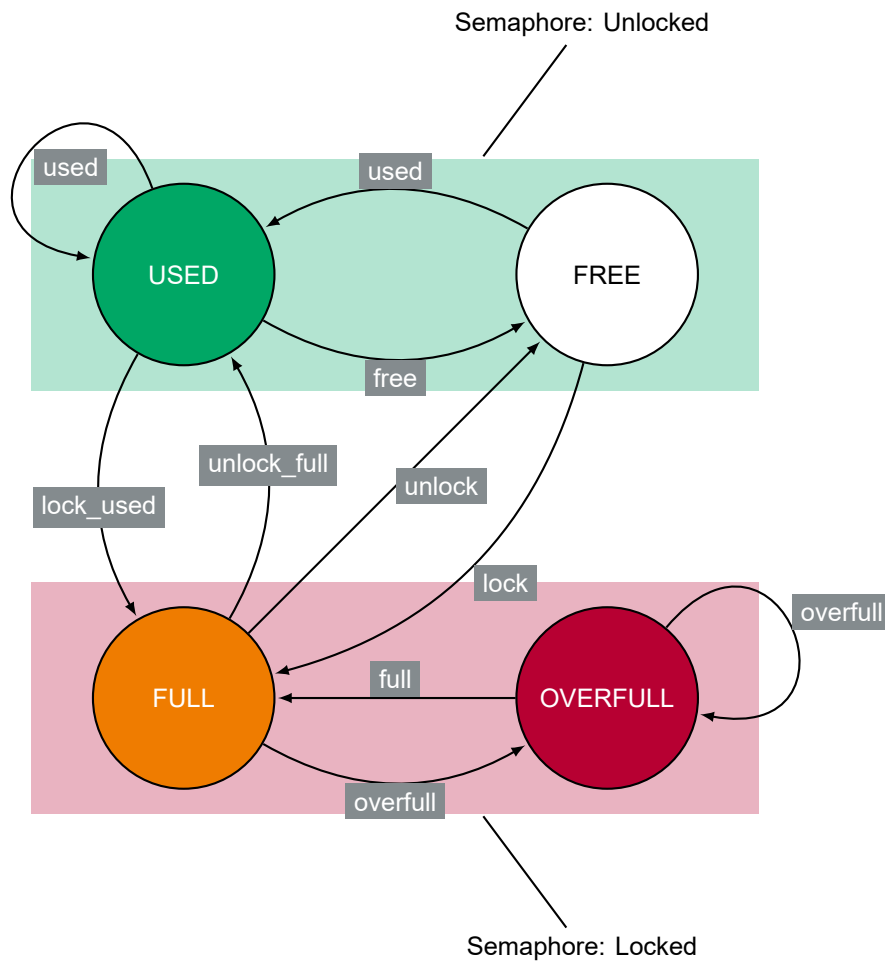 Semaphore: Unlocked
used
used
USED
FREE
free
unlock_full
unlock
lock_used
lock
overfull
full
FULL
OVERFULL
overfull
Semaphore: Locked